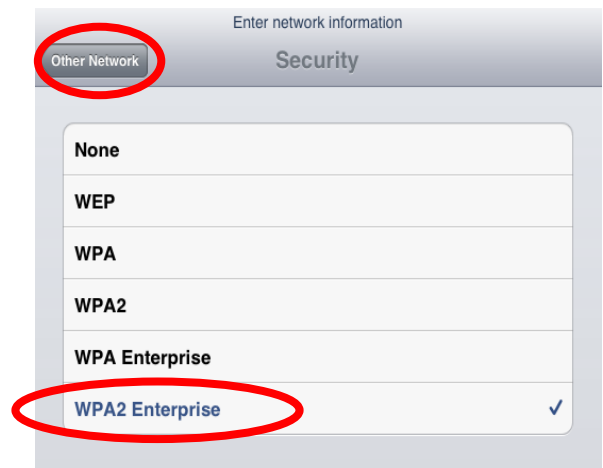 Enter network information
Other Network
Security
None
WEP
WPA
WPA2
WPA Enterprise
WPA2 Enterprise